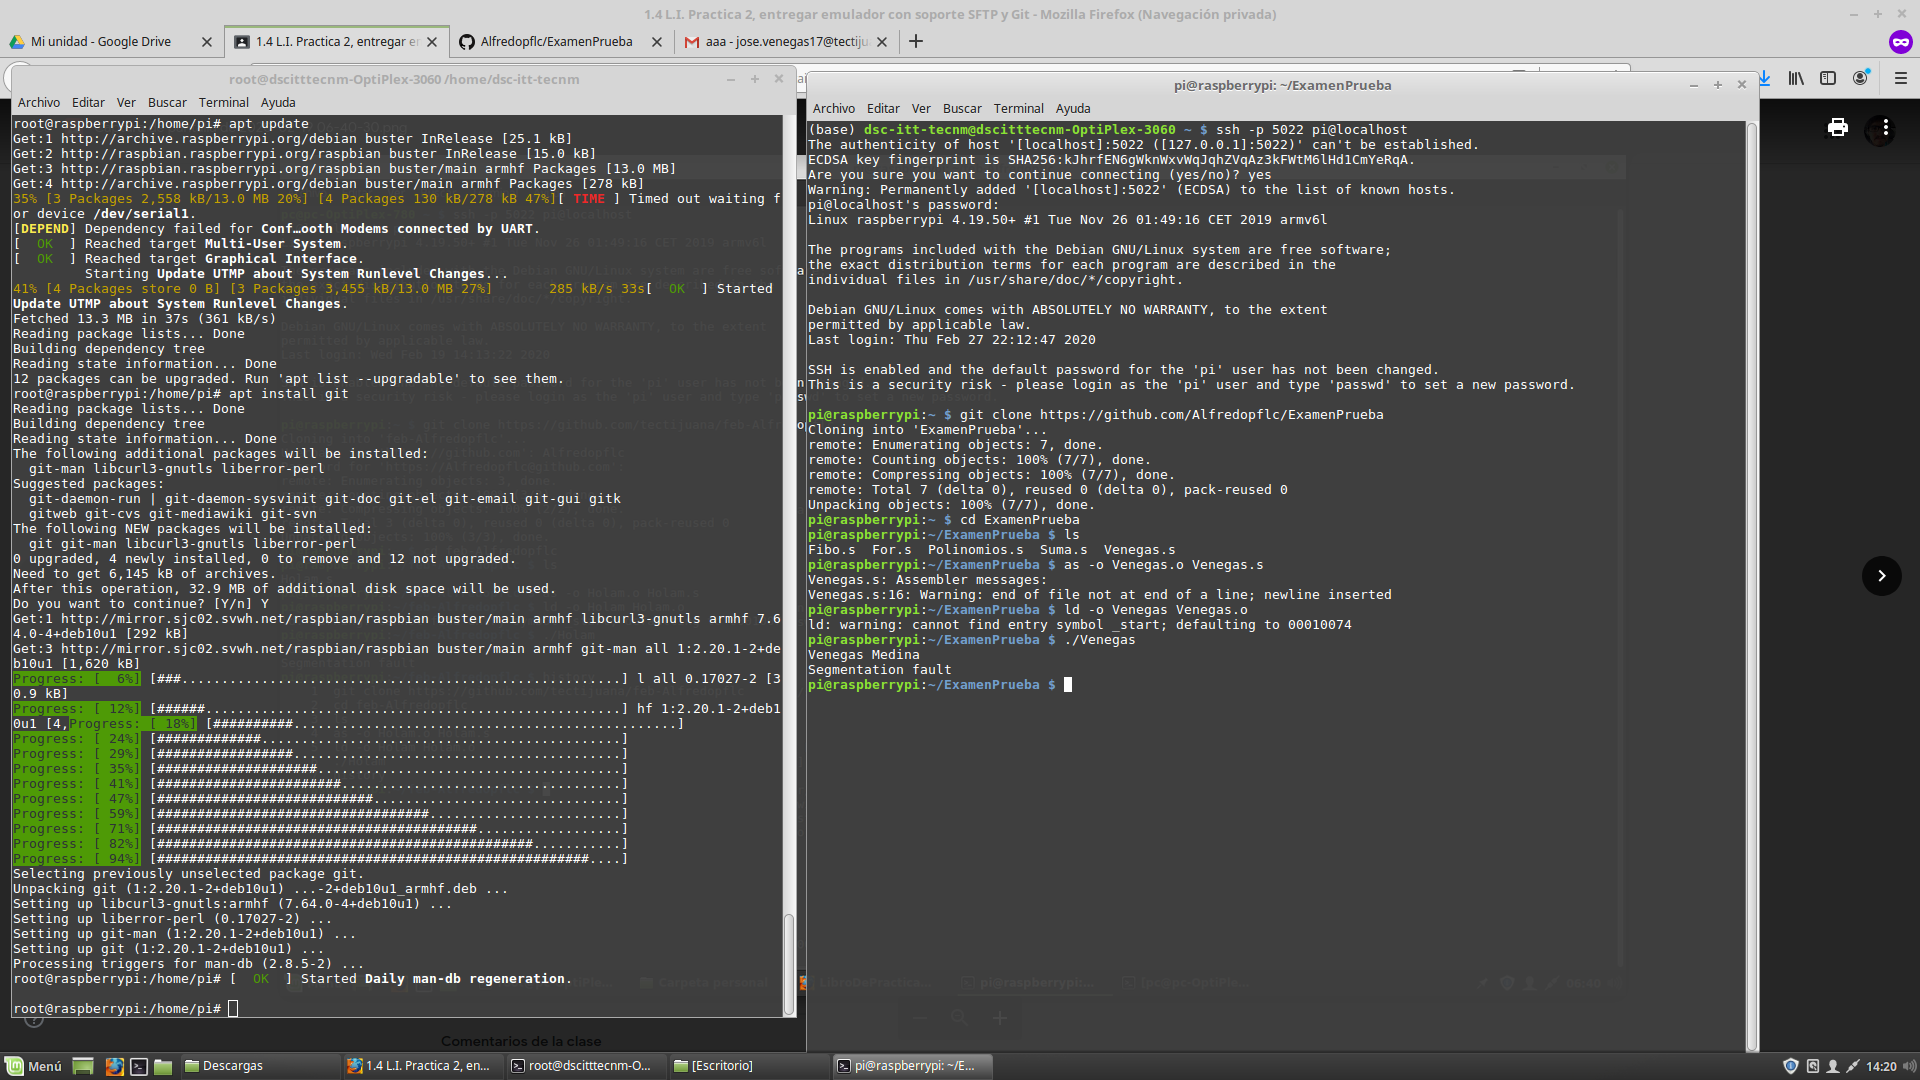 1.4 L.I. Practica 2, entregar emulador con soporte SFTP y Git - Mozilla Firefox (Navegación privada)
Mi unidad - Google Drive
1.4 L.I. Practica 2, entregar e
Alfredopflc/ExamenPrueba
aaa - jose.venegas17@tectiju
root@dscitttecnm-OptiPlex-3060 /home/dsc-itt-tecnm
Archivo Editar Ver Buscar Terminal Ayuda
root@raspberrypi:/home/pi# apt update
Get:1 http://archive.raspberrypi.org/debian buster InRelease [25.1 kB]
Get:2 http://raspbian.raspberrypi.org/raspbian buster InRelease [15.0 kB]
Get:3 http://raspbian.raspberrypi.org/raspbian buster/main armhf Packages [13.0 MB]
Get:4 http://archive.raspberrypi.org/debian buster/main armhf Packages [278 kB]
35% [3 Packages 2,558 kB/13.0 MB 20%] [4 Packages 130 kB/278 kB 47%][ TIME ] Timed out waiting f
or device /dev/serial1.
[DEPEND] Dependency failed for Conf…ooth Modems connected by UART.
[  OK  ] Reached target Multi-User System.
[  OK  ] Reached target Graphical Interface.
Starting Update UTMP about System Runlevel Changes...
41% [4 Packages store 0 B] [3 Packages 3,455 kB/13.0 MB 27%] 285 kB/s 33s[  OK  ] Started
Update UTMP about System Runlevel Changes.
Fetched 13.3 MB in 37s (361 kB/s)
Reading package lists... Done
Building dependency tree
Reading state information... Done
12 packages can be upgraded. Run 'apt list --upgradable' to see them.
root@raspberrypi:/home/pi# apt install git
Reading package lists... Done
Building dependency tree
Reading state information... Done
The following additional packages will be installed:
git-man libcurl3-gnutls liberror-perl
Suggested packages:
git-daemon-run | git-daemon-sysvinit git-doc git-el git-email git-gui gitk
gitweb git-cvs git-mediawiki git-svn
The following NEW packages will be installed:
git git-man libcurl3-gnutls liberror-perl
0 upgraded, 4 newly installed, 0 to remove and 12 not upgraded.
Need to get 6,145 kB of archives.
After this operation, 32.9 MB of additional disk space will be used.
Do you want to continue? [Y/n] Y
Get:1 http://mirror.sjc02.svwh.net/raspbian/raspbian buster/main armhf libcurl3-gnutls armhf 7.6
4.0-4+deb10u1 [292 kB]
Get:3 http://mirror.sjc02.svwh.net/raspbian/raspbian buster/main armhf git-man all 1:2.20.1-2+de
b10u1 [1,620 kB]
Progress: [  6%] [###..........................................................] l all 0.17027-2 [3
0.9 kB]
Progress: [ 12%] [######....................................................] hf 1:2.20.1-2+deb1
0u1 [4,Progress: [ 18%] [##########................................................]
Progress: [ 24%] [#############.............................................]
Progress: [ 29%] [#################.........................................]
Progress: [ 35%] [####################......................................]
Progress: [ 41%] [#######################...................................]
Progress: [ 47%] [###########################...............................]
Progress: [ 59%] [##################################........................]
Progress: [ 71%] [########################################..................]
Progress: [ 82%] [###############################################...........]
Progress: [ 94%] [######################################################....]
Selecting previously unselected package git.
Unpacking git (1:2.20.1-2+deb10u1) ...-2+deb10u1_armhf.deb ...
Setting up libcurl3-gnutls:armhf (7.64.0-4+deb10u1) ...
Setting up liberror-perl (0.17027-2) ...
Setting up git-man (1:2.20.1-2+deb10u1) ...
Setting up git (1:2.20.1-2+deb10u1) ...
Processing triggers for man-db (2.8.5-2) ...
root@raspberrypi:/home/pi# [  OK  ] Started Daily man-db regeneration.
root@raspberrypi:/home/pi#
pi@raspberrypi: ~/ExamenPrueba
Archivo Editar Ver Buscar Terminal Ayuda
(base) dsc-itt-tecnm@dscitttecnm-OptiPlex-3060 ~ $ ssh -p 5022 pi@localhost
The authenticity of host '[localhost]:5022 ([127.0.0.1]:5022)' can't be established.
ECDSA key fingerprint is SHA256:kJhrfEN6gWknWxvWqJqhZVqAz3kFWtM6lHd1CmYeRqA.
Are you sure you want to continue connecting (yes/no)? yes
Warning: Permanently added '[localhost]:5022' (ECDSA) to the list of known hosts.
pi@localhost's password:
Linux raspberrypi 4.19.50+ #1 Tue Nov 26 01:49:16 CET 2019 armv6l
The programs included with the Debian GNU/Linux system are free software;
the exact distribution terms for each program are described in the
individual files in /usr/share/doc/*/copyright.
Debian GNU/Linux comes with ABSOLUTELY NO WARRANTY, to the extent
permitted by applicable law.
Last login: Thu Feb 27 22:12:47 2020
SSH is enabled and the default password for the 'pi' user has not been changed.
This is a security risk - please login as the 'pi' user and type 'passwd' to set a new password.
pi@raspberrypi:~ $ git clone https://github.com/Alfredopflc/ExamenPrueba
Cloning into 'ExamenPrueba'...
remote: Enumerating objects: 7, done.
remote: Counting objects: 100% (7/7), done.
remote: Compressing objects: 100% (7/7), done.
remote: Total 7 (delta 0), reused 0 (delta 0), pack-reused 0
Unpacking objects: 100% (7/7), done.
pi@raspberrypi:~ $ cd ExamenPrueba
pi@raspberrypi:~/ExamenPrueba $ ls
Fibo.s  For.s  Polinomios.s  Suma.s  Venegas.s
pi@raspberrypi:~/ExamenPrueba $ as -o Venegas.o Venegas.s
Venegas.s: Assembler messages:
Venegas.s:16: Warning: end of file not at end of a line; newline inserted
pi@raspberrypi:~/ExamenPrueba $ ld -o Venegas Venegas.o
ld: warning: cannot find entry symbol _start; defaulting to 00010074
pi@raspberrypi:~/ExamenPrueba $ ./Venegas
Venegas Medina
Segmentation fault
pi@raspberrypi:~/ExamenPrueba $
Comentarios de la clase
Menú
Descargas
1.4 L.I. Practica 2, en...
root@dscitttecnm-O...
[Escritorio]
pi@raspberrypi: ~/E...
14:20